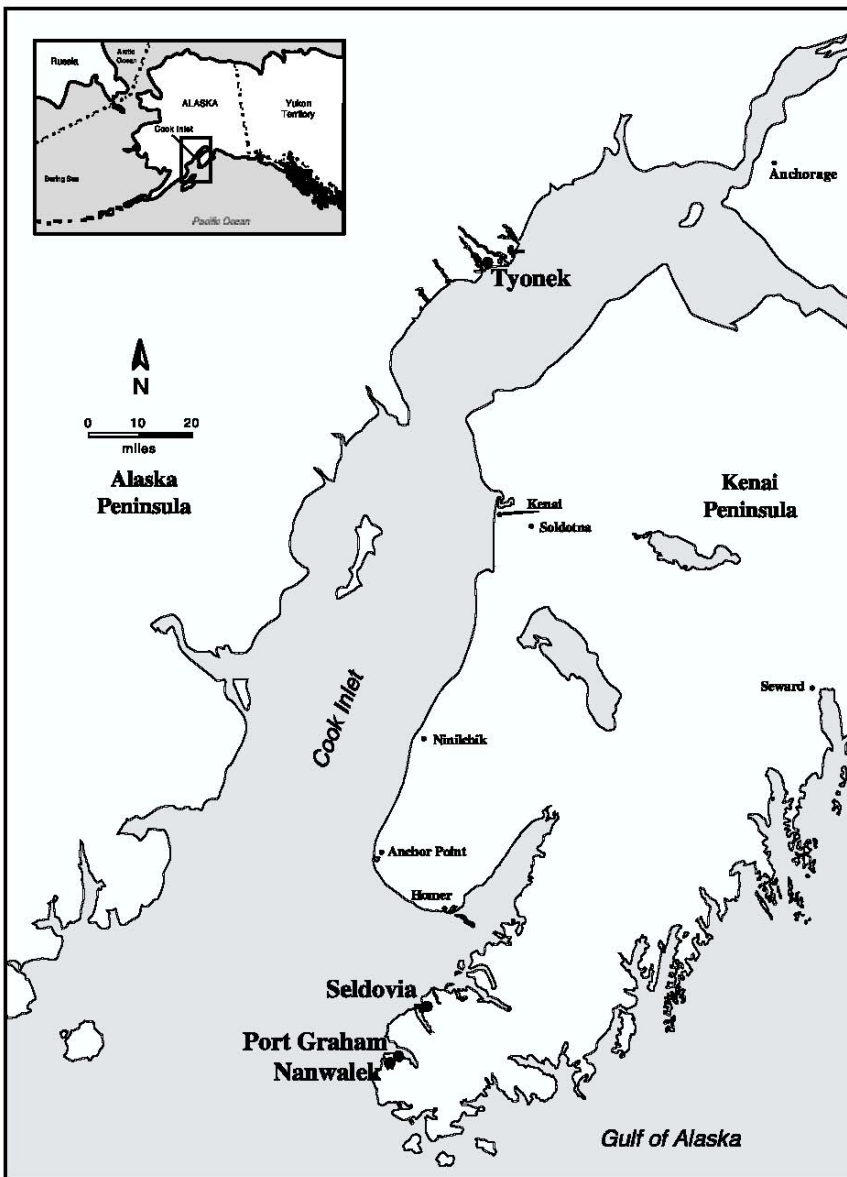 Russia
Arctic
Ocean
ALASKA
Yukon
Territory
Cook Inlet
Bering Sea
Pacific Ocean
Anchorage
Tyonek
N
0 10 20
miles
Alaska
Peninsula
Kenai
Peninsula
Kenai
Soldotna
Seward
Cook Inlet
Ninilchik
Anchor Point
Homer
Seldovia
Port Graham
Nanwalek
Gulf of Alaska